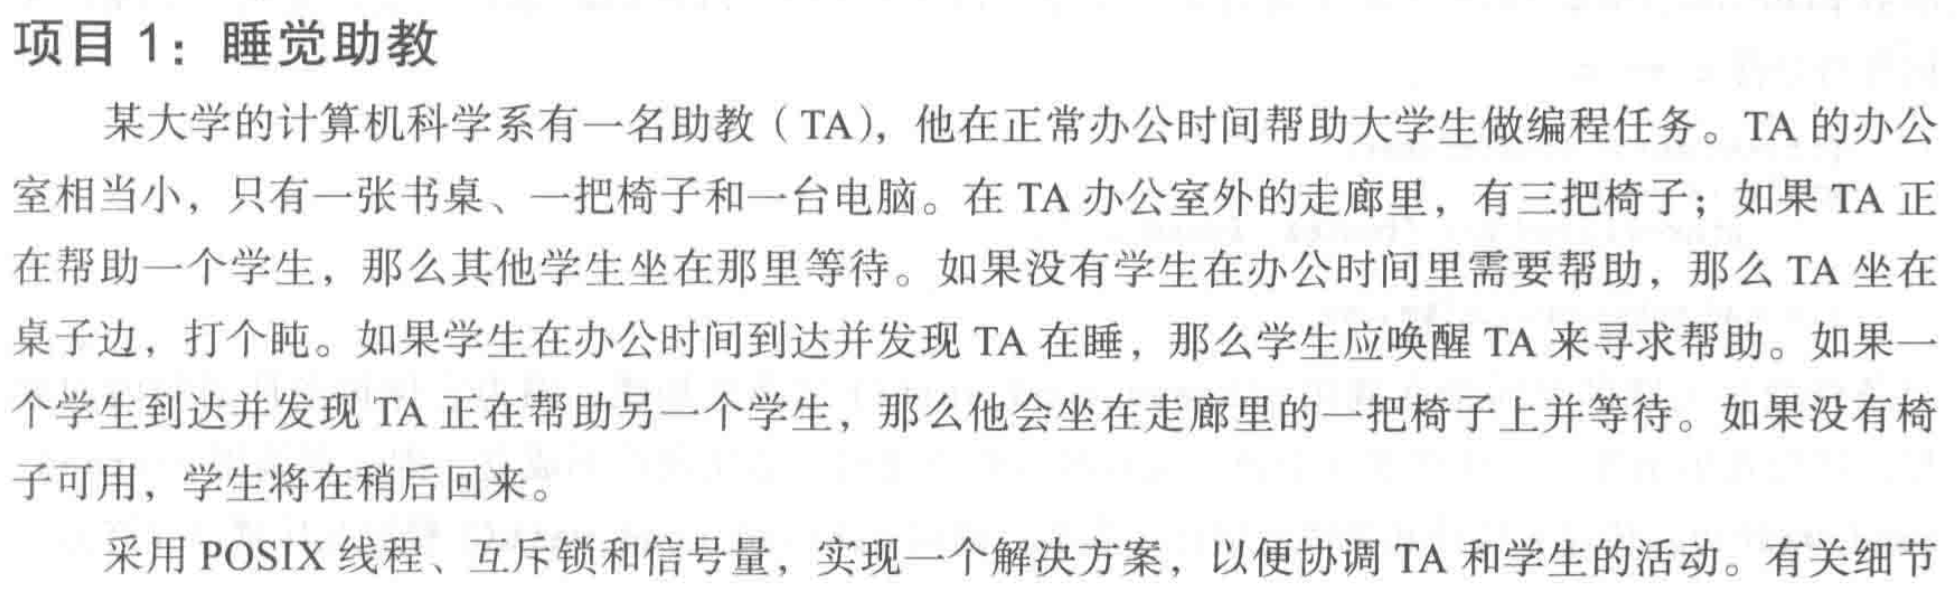 项目 1：睡觉助教
某大学的计算机科学系有一名助教（TA），他在正常办公时间帮助大学生做编程任务。TA 的办公
室相当小，只有一张书桌、一把椅子和一台电脑。在 TA 办公室外的走廊里，有三把椅子；如果 TA 正
在帮助一个学生，那么其他学生坐在那里等待。如果没有学生在办公时间里需要帮助，那么 TA 坐在
桌子边，打个盹。如果学生在办公时间到达并发现 TA 在睡，那么学生应唤醒 TA 来寻求帮助。如果一
个学生到达并发现 TA 正在帮助另一个学生，那么他会坐在走廊里的一把椅子上并等待。如果没有椅
子可用，学生将在稍后回来。
采用 POSIX 线程、互斥锁和信号量，实现一个解决方案，以便协调 TA 和学生的活动。有关细节